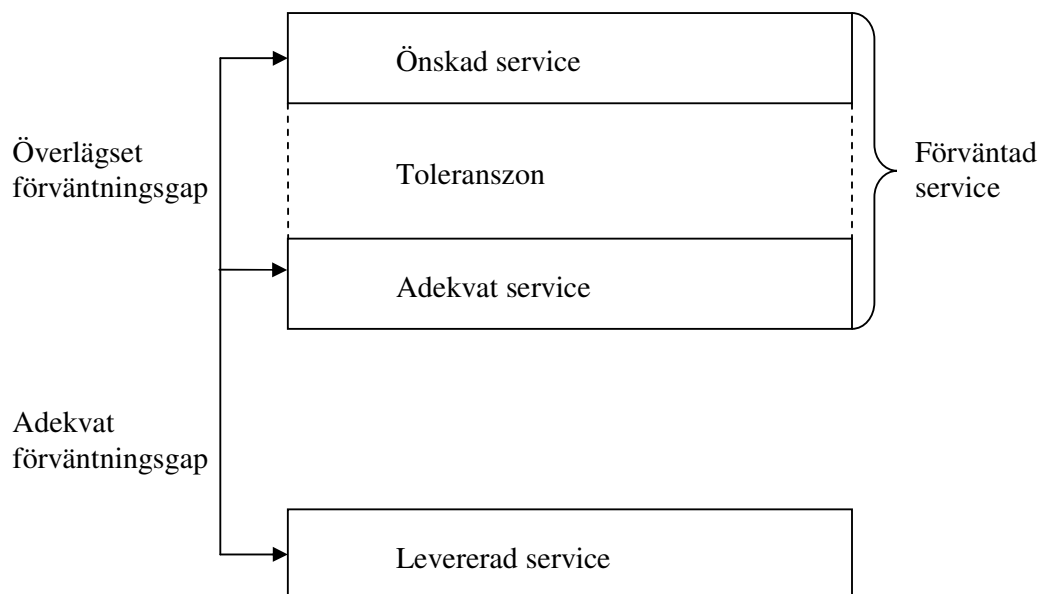 Önskad service
Överlägset
förväntningsgap
Toleranszon
Förväntad
service
Adekvat service
Adekvat
förväntningsgap
Levererad service